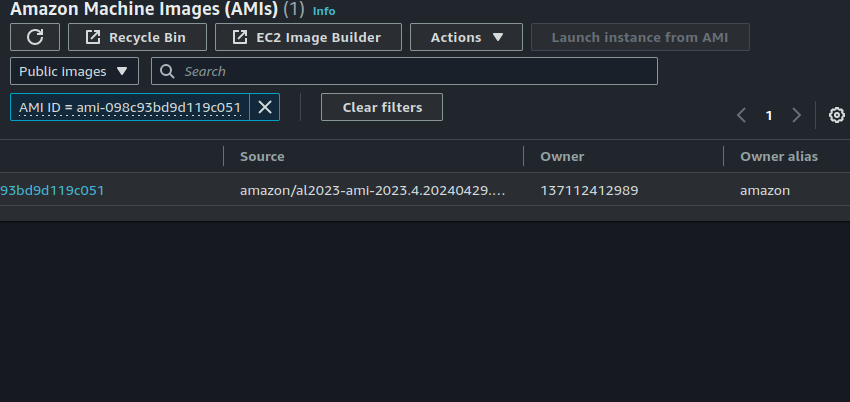 Amazon Machine Images (AMIs) (1) Info
Recycle Bin EC2 Image Builder Actions Launch instance from AMI
Public images Search
AMI ID = ami-098c93bd9d119c051 Clear filters 1
Source Owner Owner alias
93bd9d119c051 amazon/al2023-ami-2023.4.20240429.... 137112412989 amazon